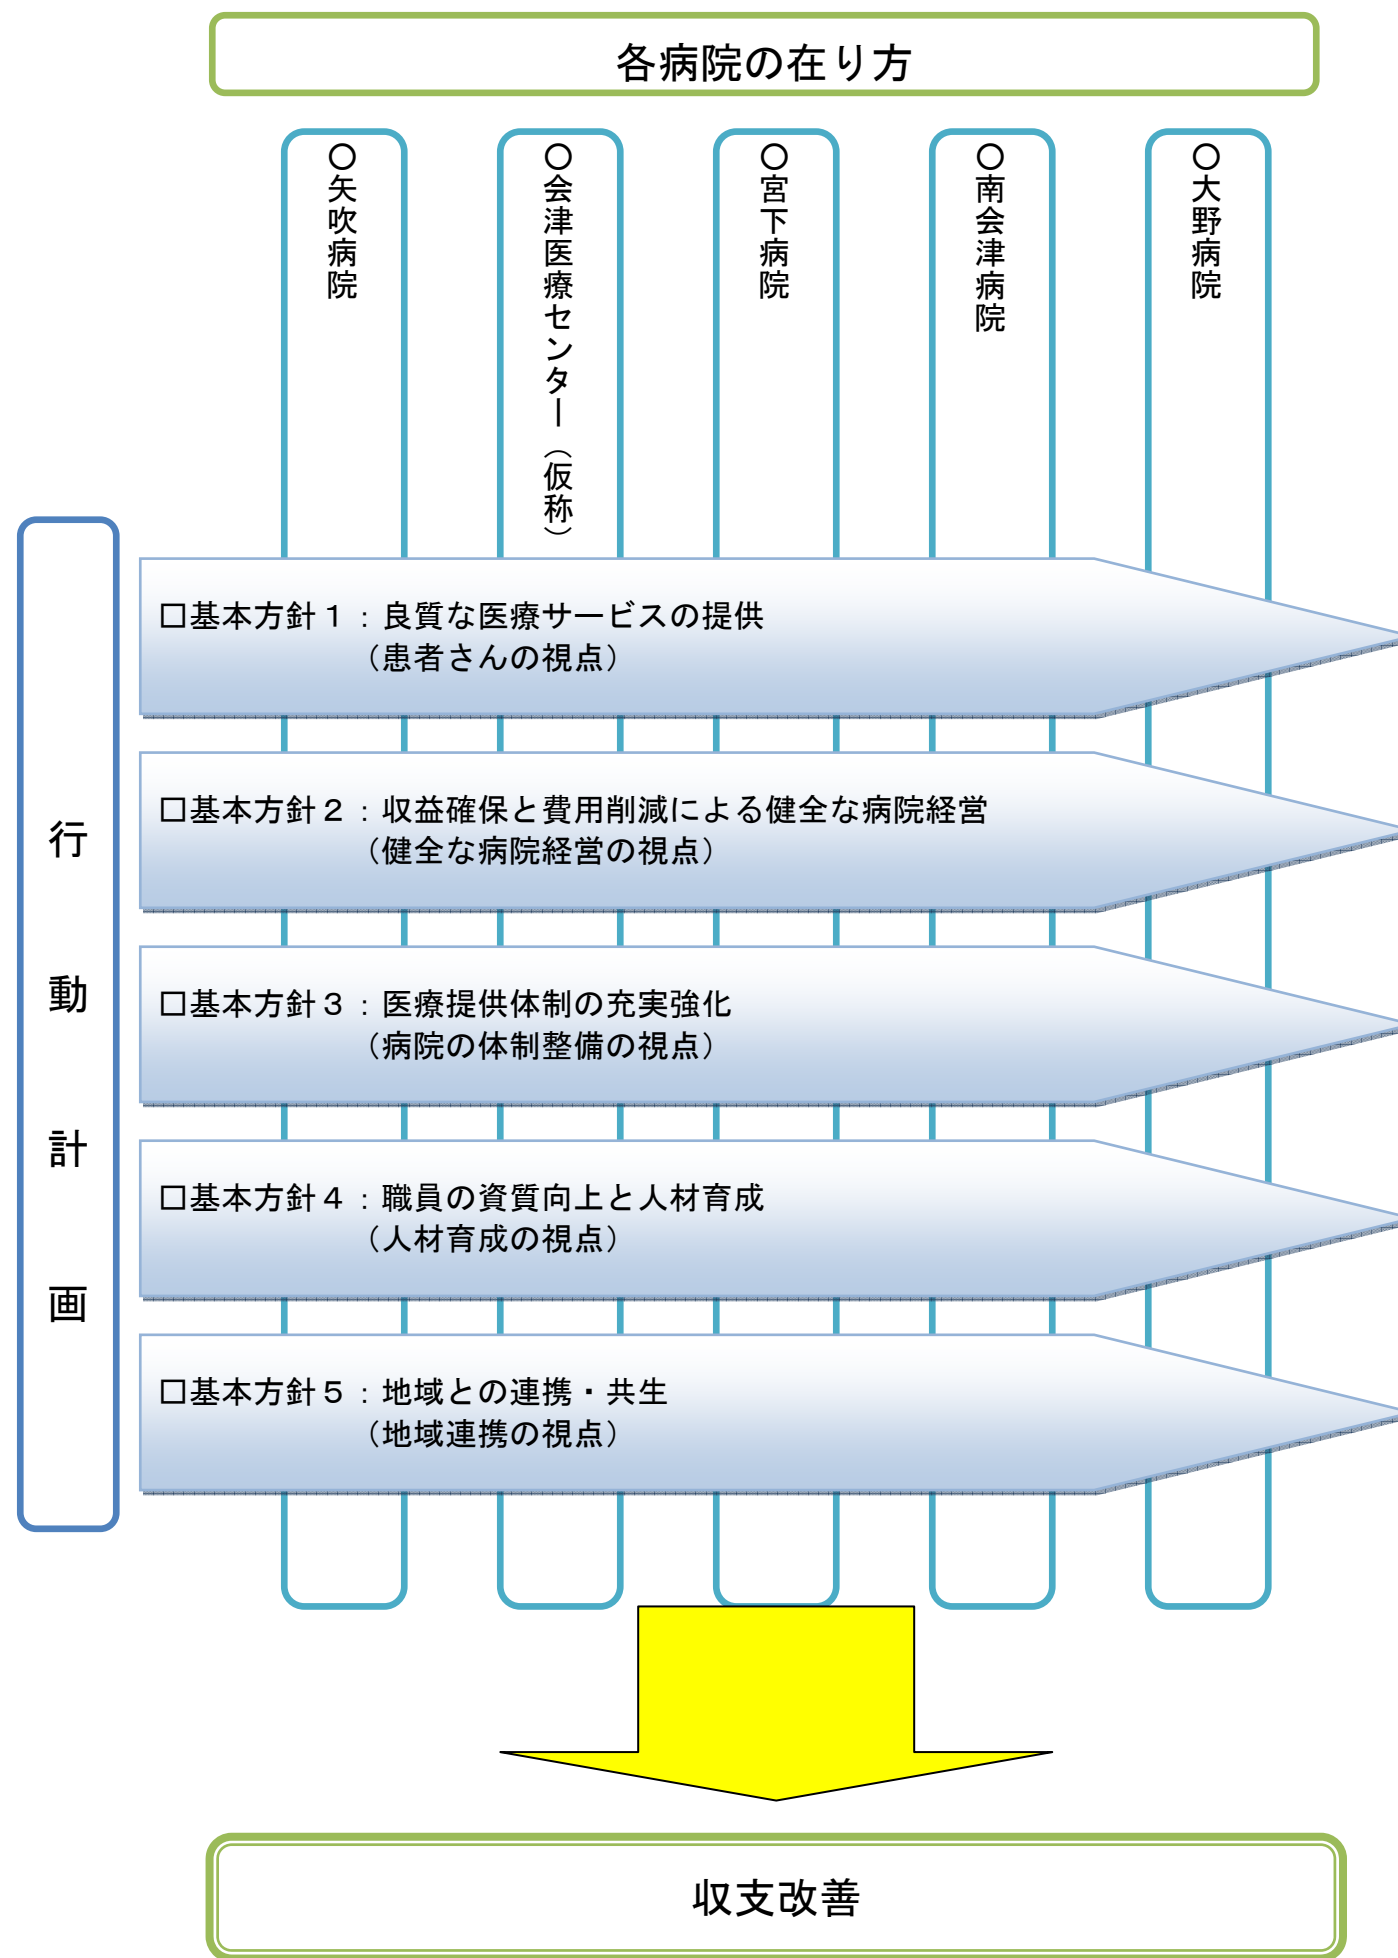 各病院の在り方
○矢吹病院
○会津医療センター（仮称）
○宮下病院
○南会津病院
○大野病院
行動計画
□基本方針１：良質な医療サービスの提供
（患者さんの視点）
□基本方針２：収益確保と費用削減による健全な病院経営
（健全な病院経営の視点）
□基本方針３：医療提供体制の充実強化
（病院の体制整備の視点）
□基本方針４：職員の資質向上と人材育成
（人材育成の視点）
□基本方針５：地域との連携・共生
（地域連携の視点）
収支改善